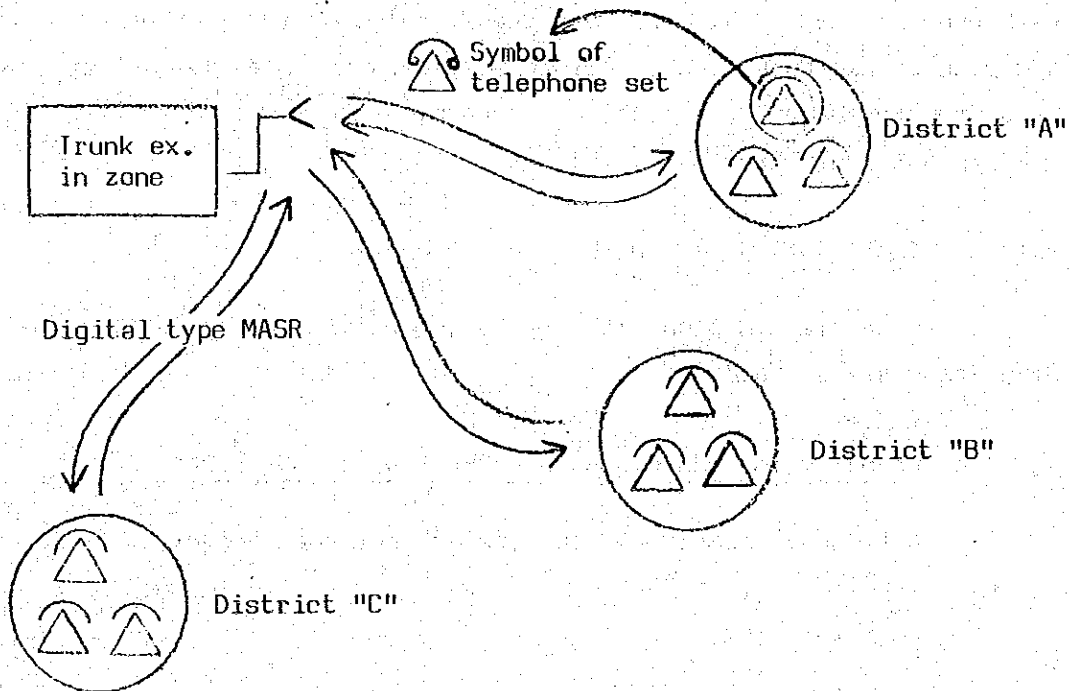 Symbol of
telephone set
District "A"
Trunk ex.
in zone
Digital type MASR
District "B"
District "C"